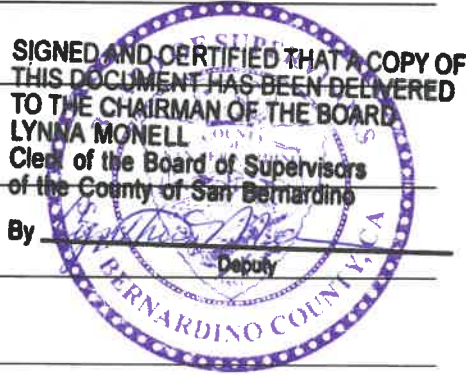 SIGNED AND CERTIFIED THAT A COPY OF
THIS DOCUMENT HAS BEEN DELIVERED
TO THE CHAIRMAN OF THE BOARD
LYNNA MONELL
Clerk of the Board of Supervisors
of the County of San Bernardino
By
Deputy
BERNARDINO COUNTY, CA